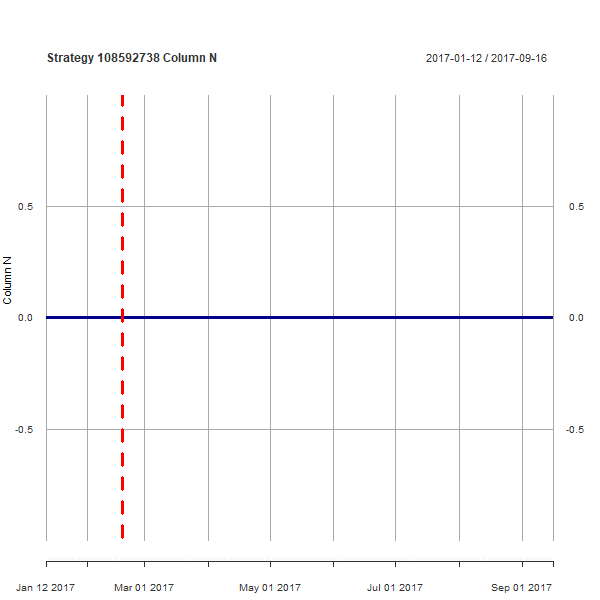 Strategy 108592738 Column N
2017-01-12 / 2017-09-16
0.5
0.5
Column N
0.0
0.0
-0.5
-0.5
Jan 12 2017
Mar 01 2017
May 01 2017
Jul 01 2017
Sep 01 2017